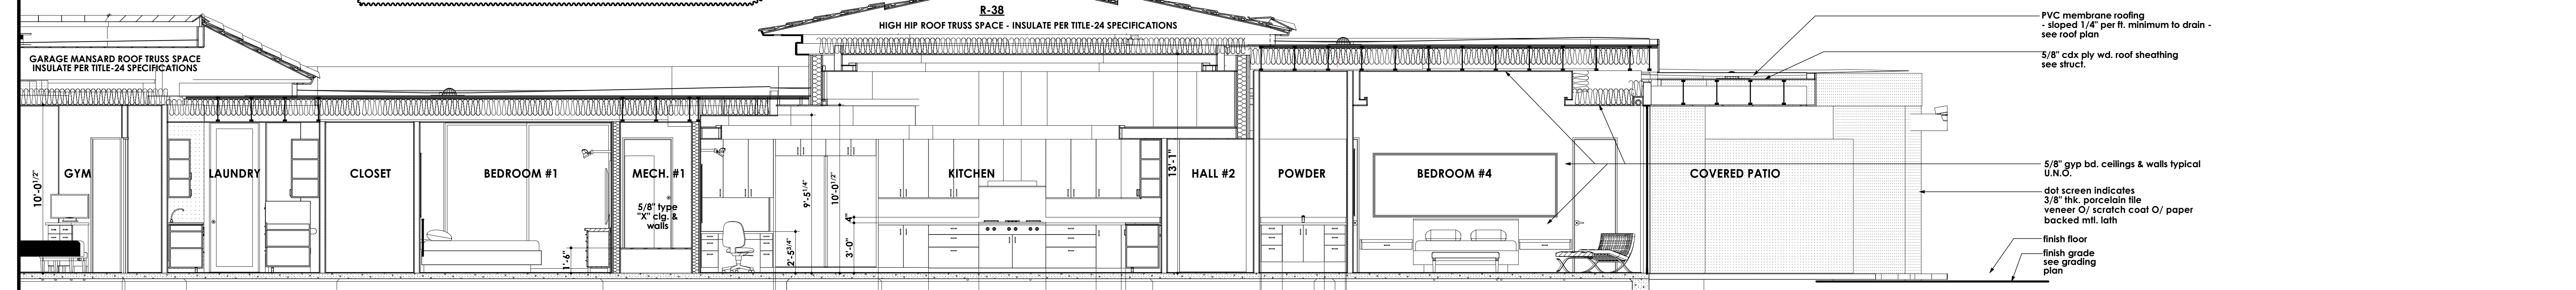 R-38
HIGH HIP ROOF TRUSS SPACE - INSULATE PER TITLE-24 SPECIFICATIONS
GARAGE MANSARD ROOF TRUSS SPACE
INSULATE PER TITLE-24 SPECIFICATIONS
PVC membrane roofing
- sloped 1/4" per ft. minimum to drain -
see roof plan
5/8" cdx ply wd. roof sheathing
see struct.
10'-0 1/2"
GYM
LAUNDRY
CLOSET
BEDROOM #1
1'-6"
MECH. #1
5/8" type
"X" clg. &
walls
2'-5 3/4"
9'-5 1/4"
10'-0 1/2"
3'-0"
4"
KITCHEN
13'-1"
HALL #2
POWDER
BEDROOM #4
COVERED PATIO
5/8" gyp bd. ceilings & walls typical
U.N.O.
dot screen indicates
3/8" thk. porcelain tile
veneer O/ scratch coat O/ paper
backed mtl. lath
finish floor
finish grade
see grading
plan